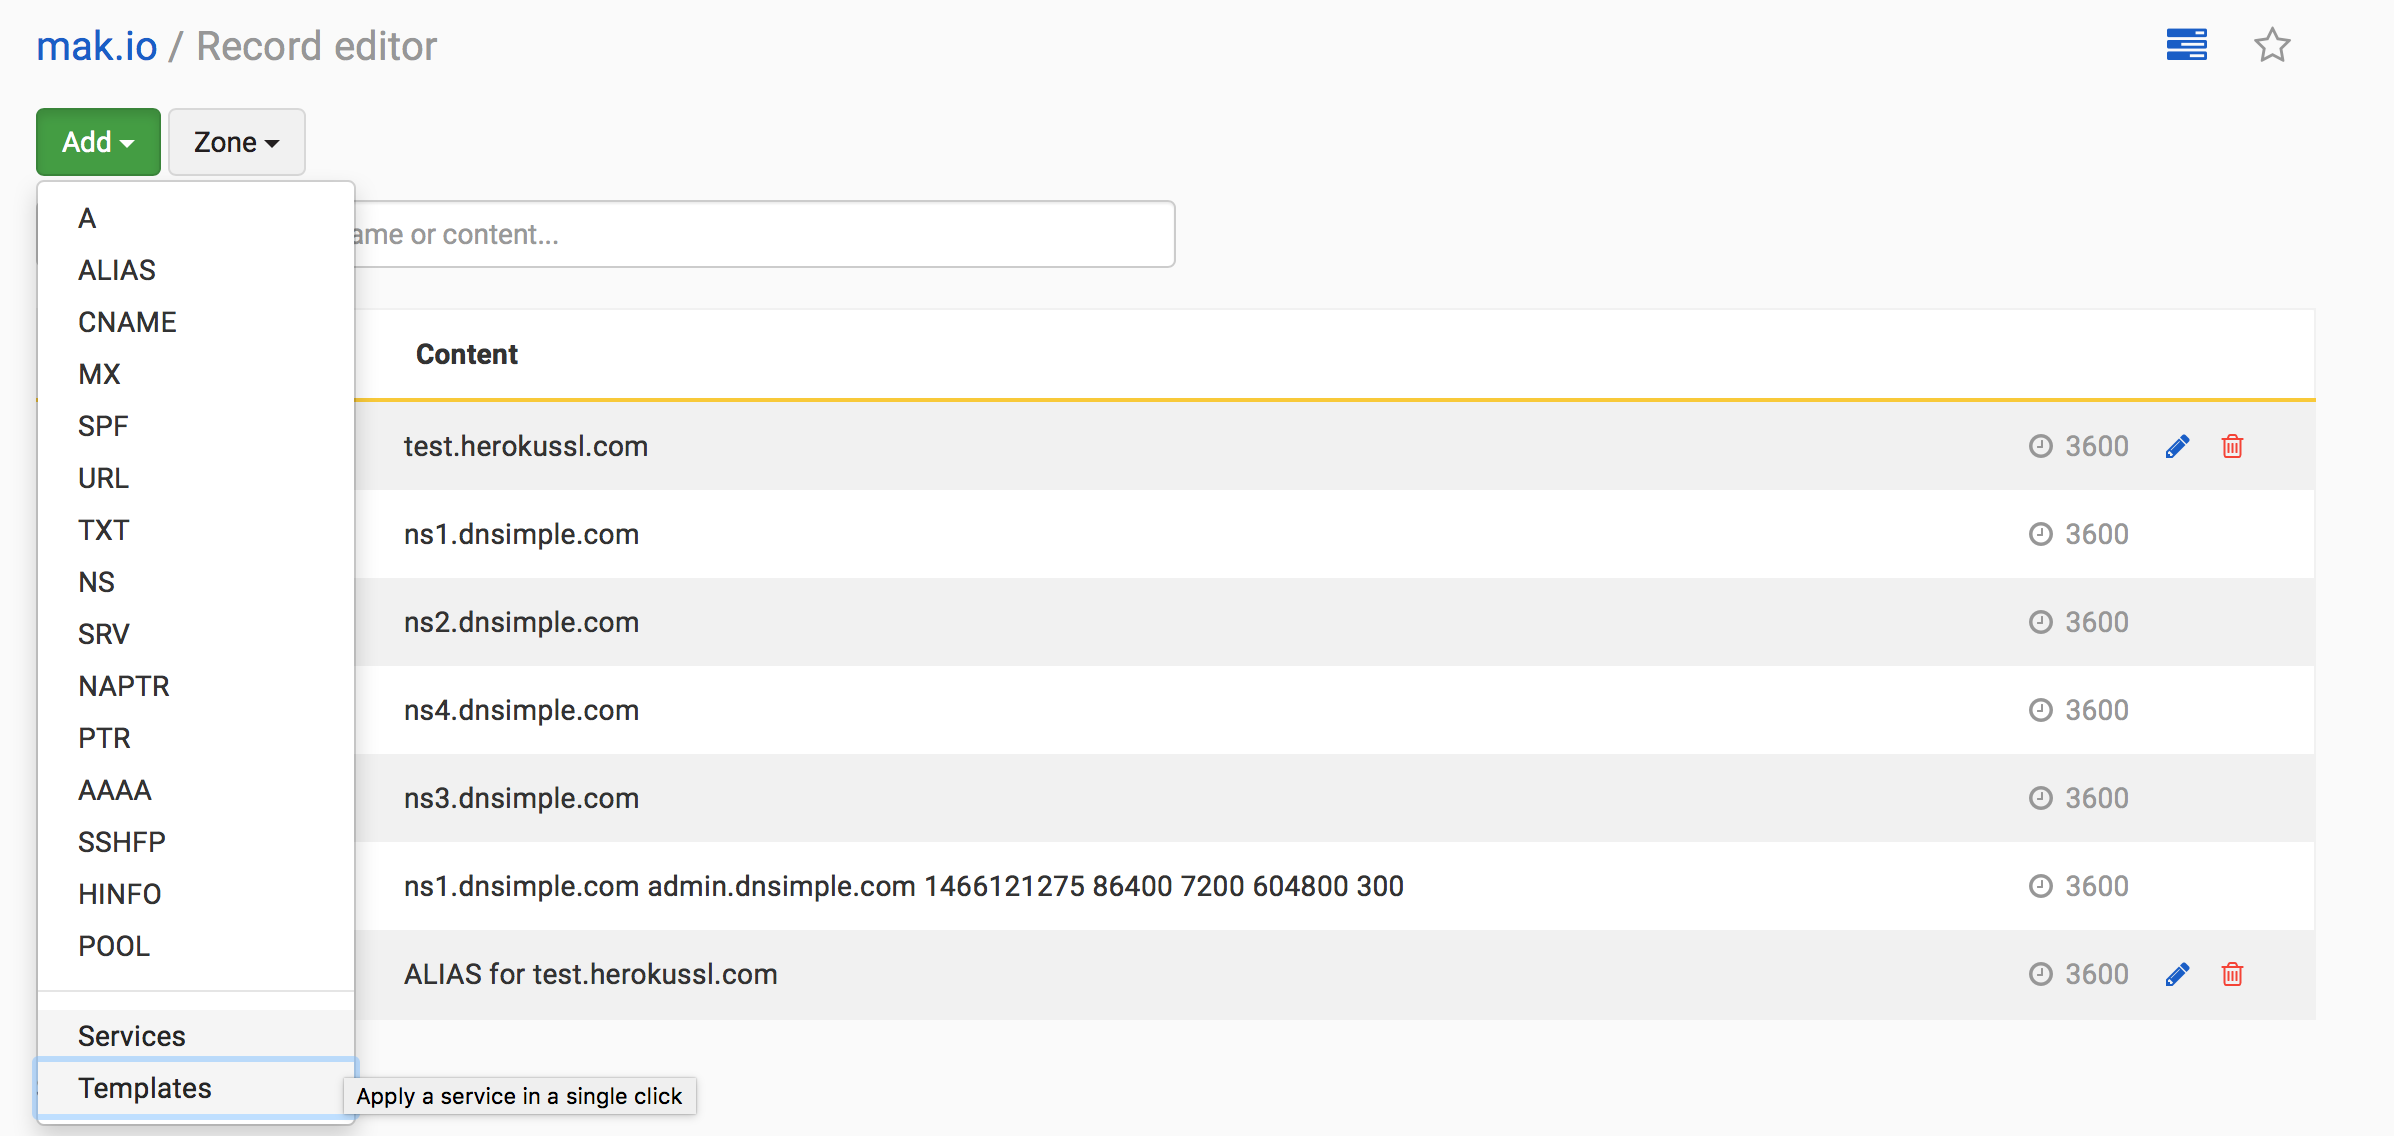 mak.io / Record editor
Add Zone
A
ame or content...
ALIAS
CNAME
Content
MX
SPF
test.herokussl.com 3600
URL
TXT
ns1.dnsimple.com 3600
NS
ns2.dnsimple.com 3600
SRV
NAPTR
ns4.dnsimple.com 3600
PTR
AAAA
ns3.dnsimple.com 3600
SSHFP
HINFO
ns1.dnsimple.com admin.dnsimple.com 1466121275 86400 7200 604800 300 3600
POOL
ALIAS for test.herokussl.com 3600
Services
Templates
Apply a service in a single click